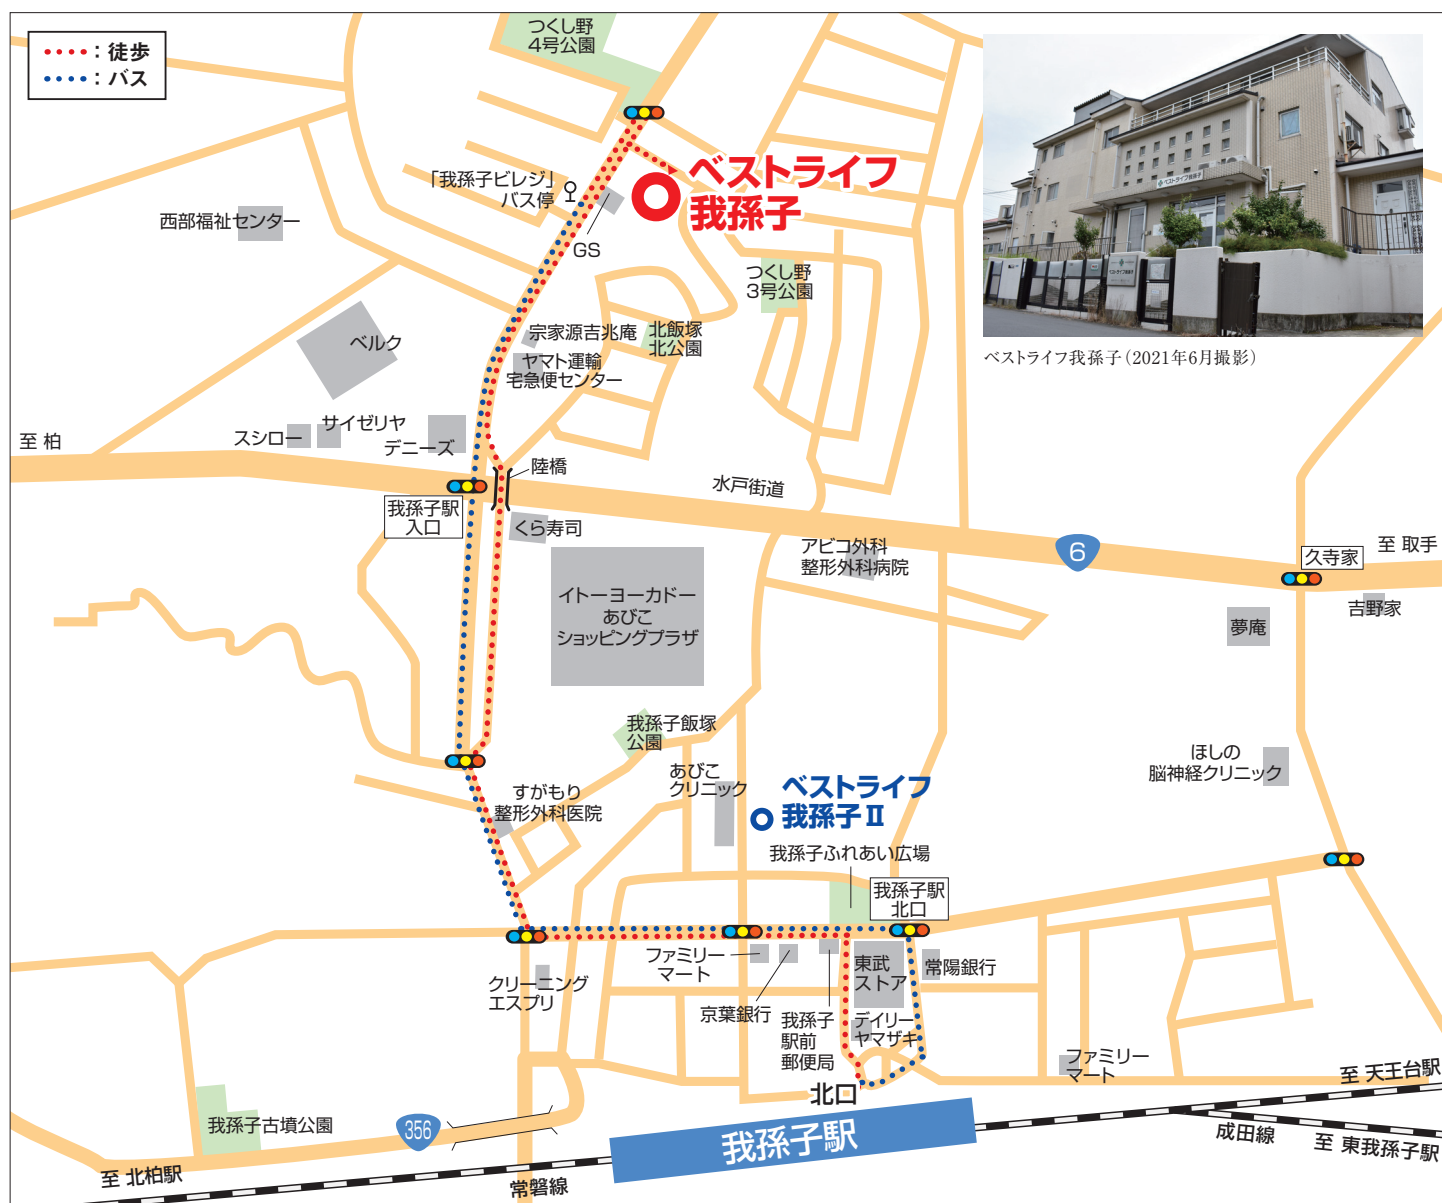 ：徒歩
：バス
つくし野
4号公園
「我孫子ビレジ」
バス停
西部福祉センター
GS
ベストライフ
我孫子
つくし野
3号公園
ベストライフ我孫子
ベストライフ我孫子（2021年6月撮影）
ベルク
宗家源吉兆庵
北飯塚
北公園
ヤマト運輸
宅急便センター
サイゼリヤ
スシロー
デニーズ
至 柏
陸橋
水戸街道
我孫子駅
入口
くら寿司
アビコ外科
整形外科病院
6
久寺家
至 取手
吉野家
夢庵
イトーヨーカドー
あびこ
ショッピングプラザ
我孫子飯塚
公園
あびこ
クリニック
ほしの
脳神経クリニック
すがもり
整形外科医院
ベストライフ
我孫子Ⅱ
我孫子ふれあい広場
我孫子駅
北口
ファミリー
マート
東武
ストア
常陽銀行
クリーニング
エスプリ
京葉銀行
我孫子
駅前
郵便局
デイリー
ヤマザキ
ファミリー
マート
北口
至 天王台駅
我孫子古墳公園
356
我孫子駅
成田線
至 東我孫子駅
至 北柏駅
常磐線